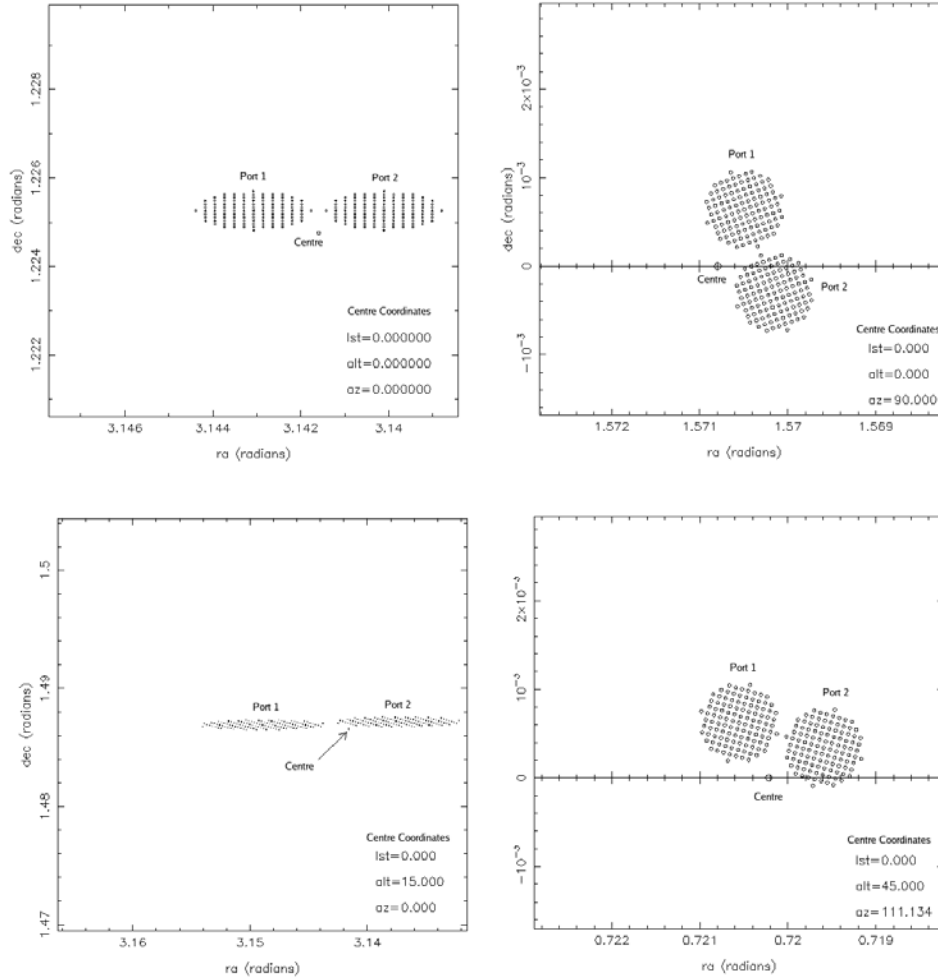 1.228
1.226
1.224
1.222
dec (radians)
Port 1
Port 2
Centre
Centre Coordinates
lst=0.000000
alt=0.000000
az=0.000000
3.146
3.144
3.142
3.14
ra (radians)
2×10⁻³
10⁻³
0
−10⁻³
dec (radians)
Port 1
Centre
Port 2
Centre Coordinates
lst=0.000
alt=0.000
az=90.000
1.572
1.571
1.57
1.569
ra (radians)
1.5
1.49
1.48
1.47
dec (radians)
Port 1
Port 2
Centre
Centre Coordinates
lst=0.000
alt=15.000
az=0.000
3.16
3.15
3.14
ra (radians)
2×10⁻³
10⁻³
0
−10⁻³
dec (radians)
Port 1
Port 2
Centre
Centre Coordinates
lst=0.000
alt=45.000
az=111.134
0.722
0.721
0.72
0.719
ra (radians)